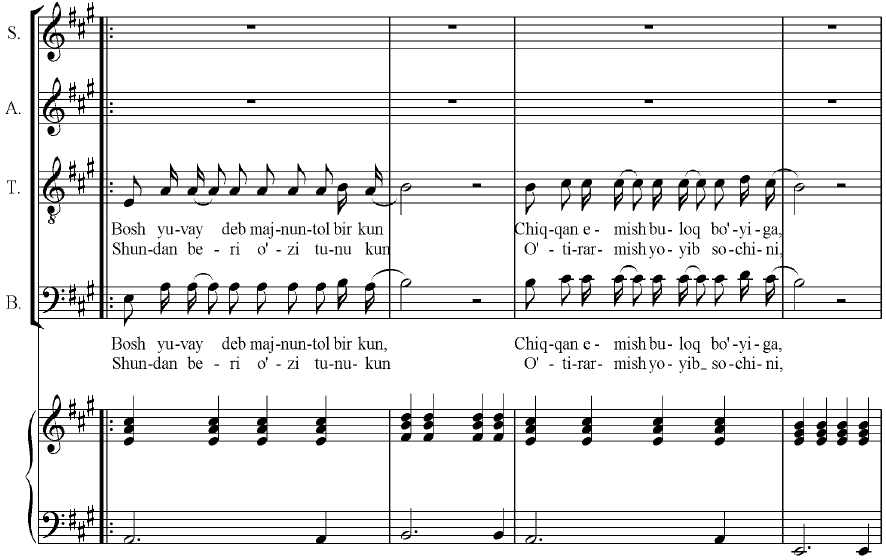 S.
A.
T.
Bosh yu-vay deb maj-nun-tol bir kun Chiq-qan e - mish bu-loq bo'-yi-ga,
Shun-dan be - ri o' - zi tu-nu kun O' - ti-rar-mish yo-yib so-chi-ni,
B.
Bosh yu-vay deb maj-nun-tol bir kun, Chiq-qan e - mish bu-loq bo'-yi-ga,
Shun-dan be - ri o' - zi tu-nu- kun O' - ti-rar- mish yo-yib_ so-chi-ni,